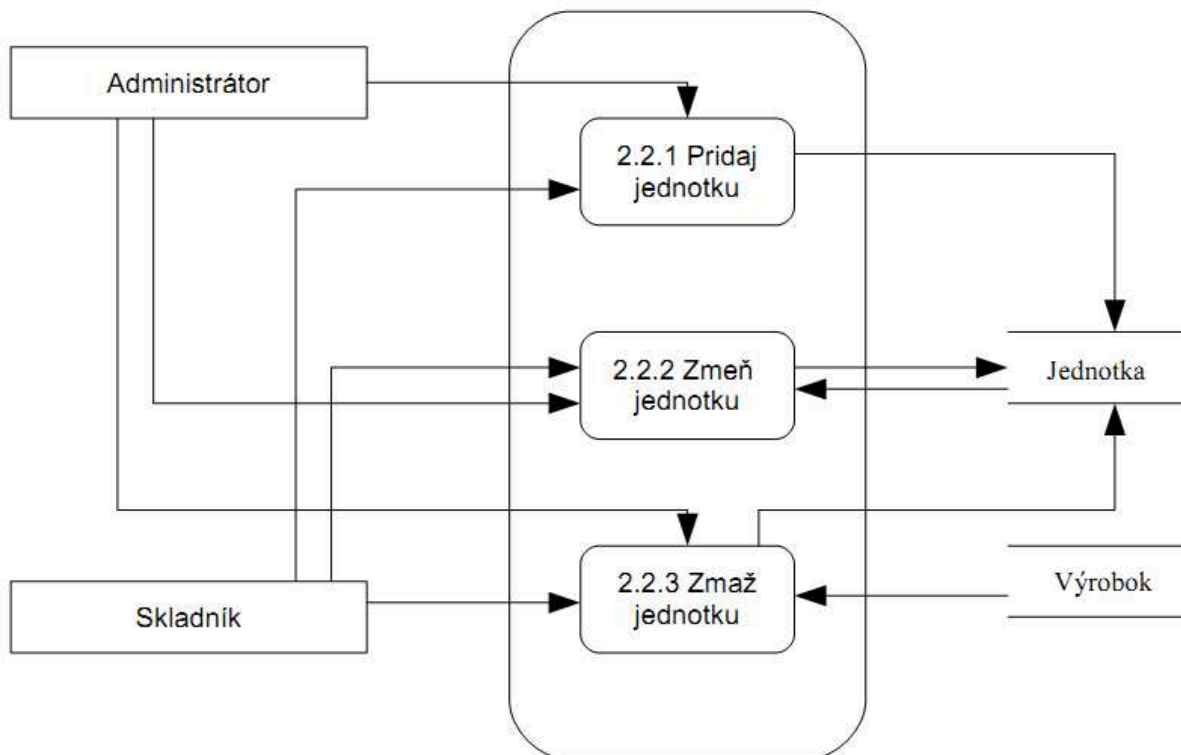 Administrátor
2.2.1 Pridaj
jednotku
2.2.2 Zmeň
jednotku
Jednotka
2.2.3 Zmaž
jednotku
Výrobok
Skladník